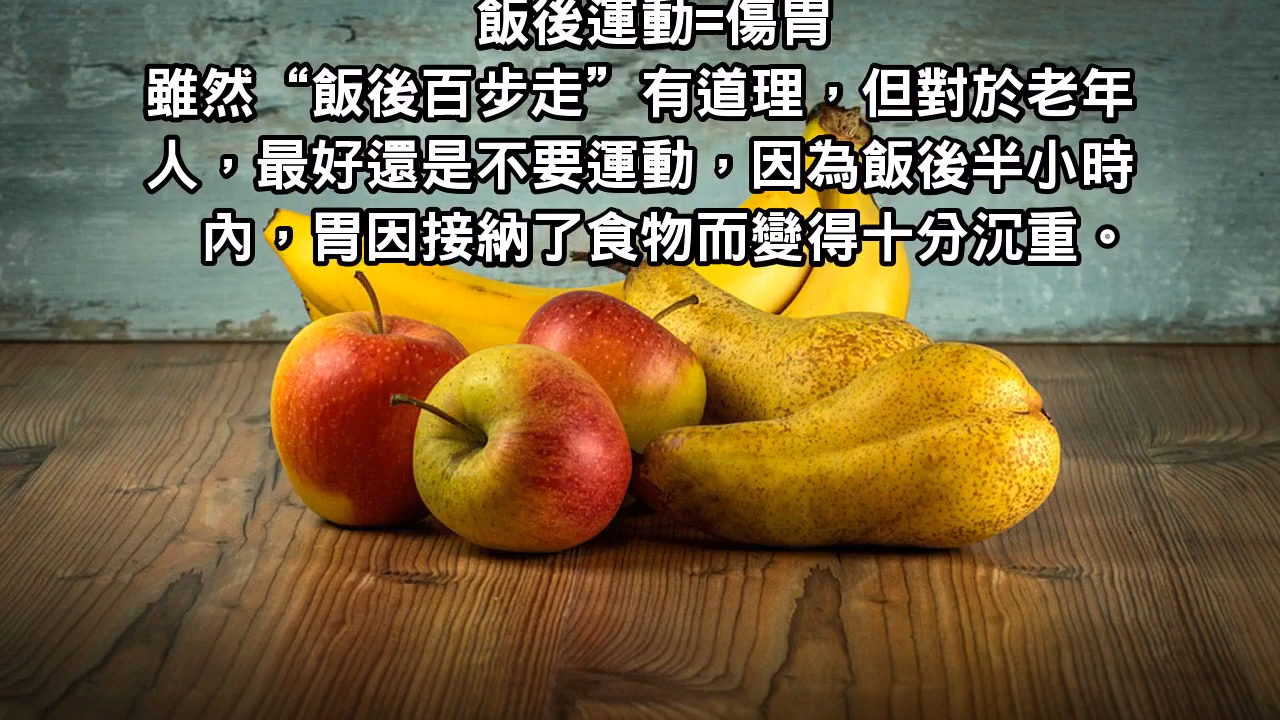 飯後運動=傷胃
雖然“飯後百步走”有道理，但對於老年
人，最好還是不要運動，因為飯後半小時
內，胃因接納了食物而變得十分沉重。